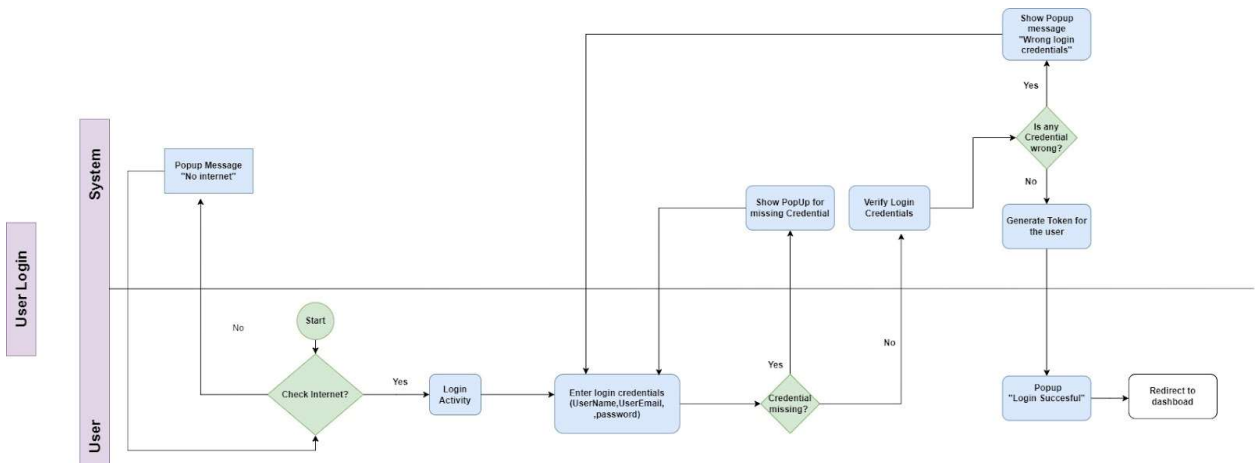 Show Popup
message
"Wrong login
credentials"
Yes
Is any
Credential
wrong?
System
Popup Message
"No internet"
No
Show PopUp for
missing Credential
Verify Login
Credentials
Generate Token for
the user
User Login
No
Start
Yes
No
Check Internet?
Yes
Login
Activity
Enter login credentials
(UserName,UserEmail,
,password)
Credential
missing?
Popup
"Login Succesful"
Redirect to
dashboad
User